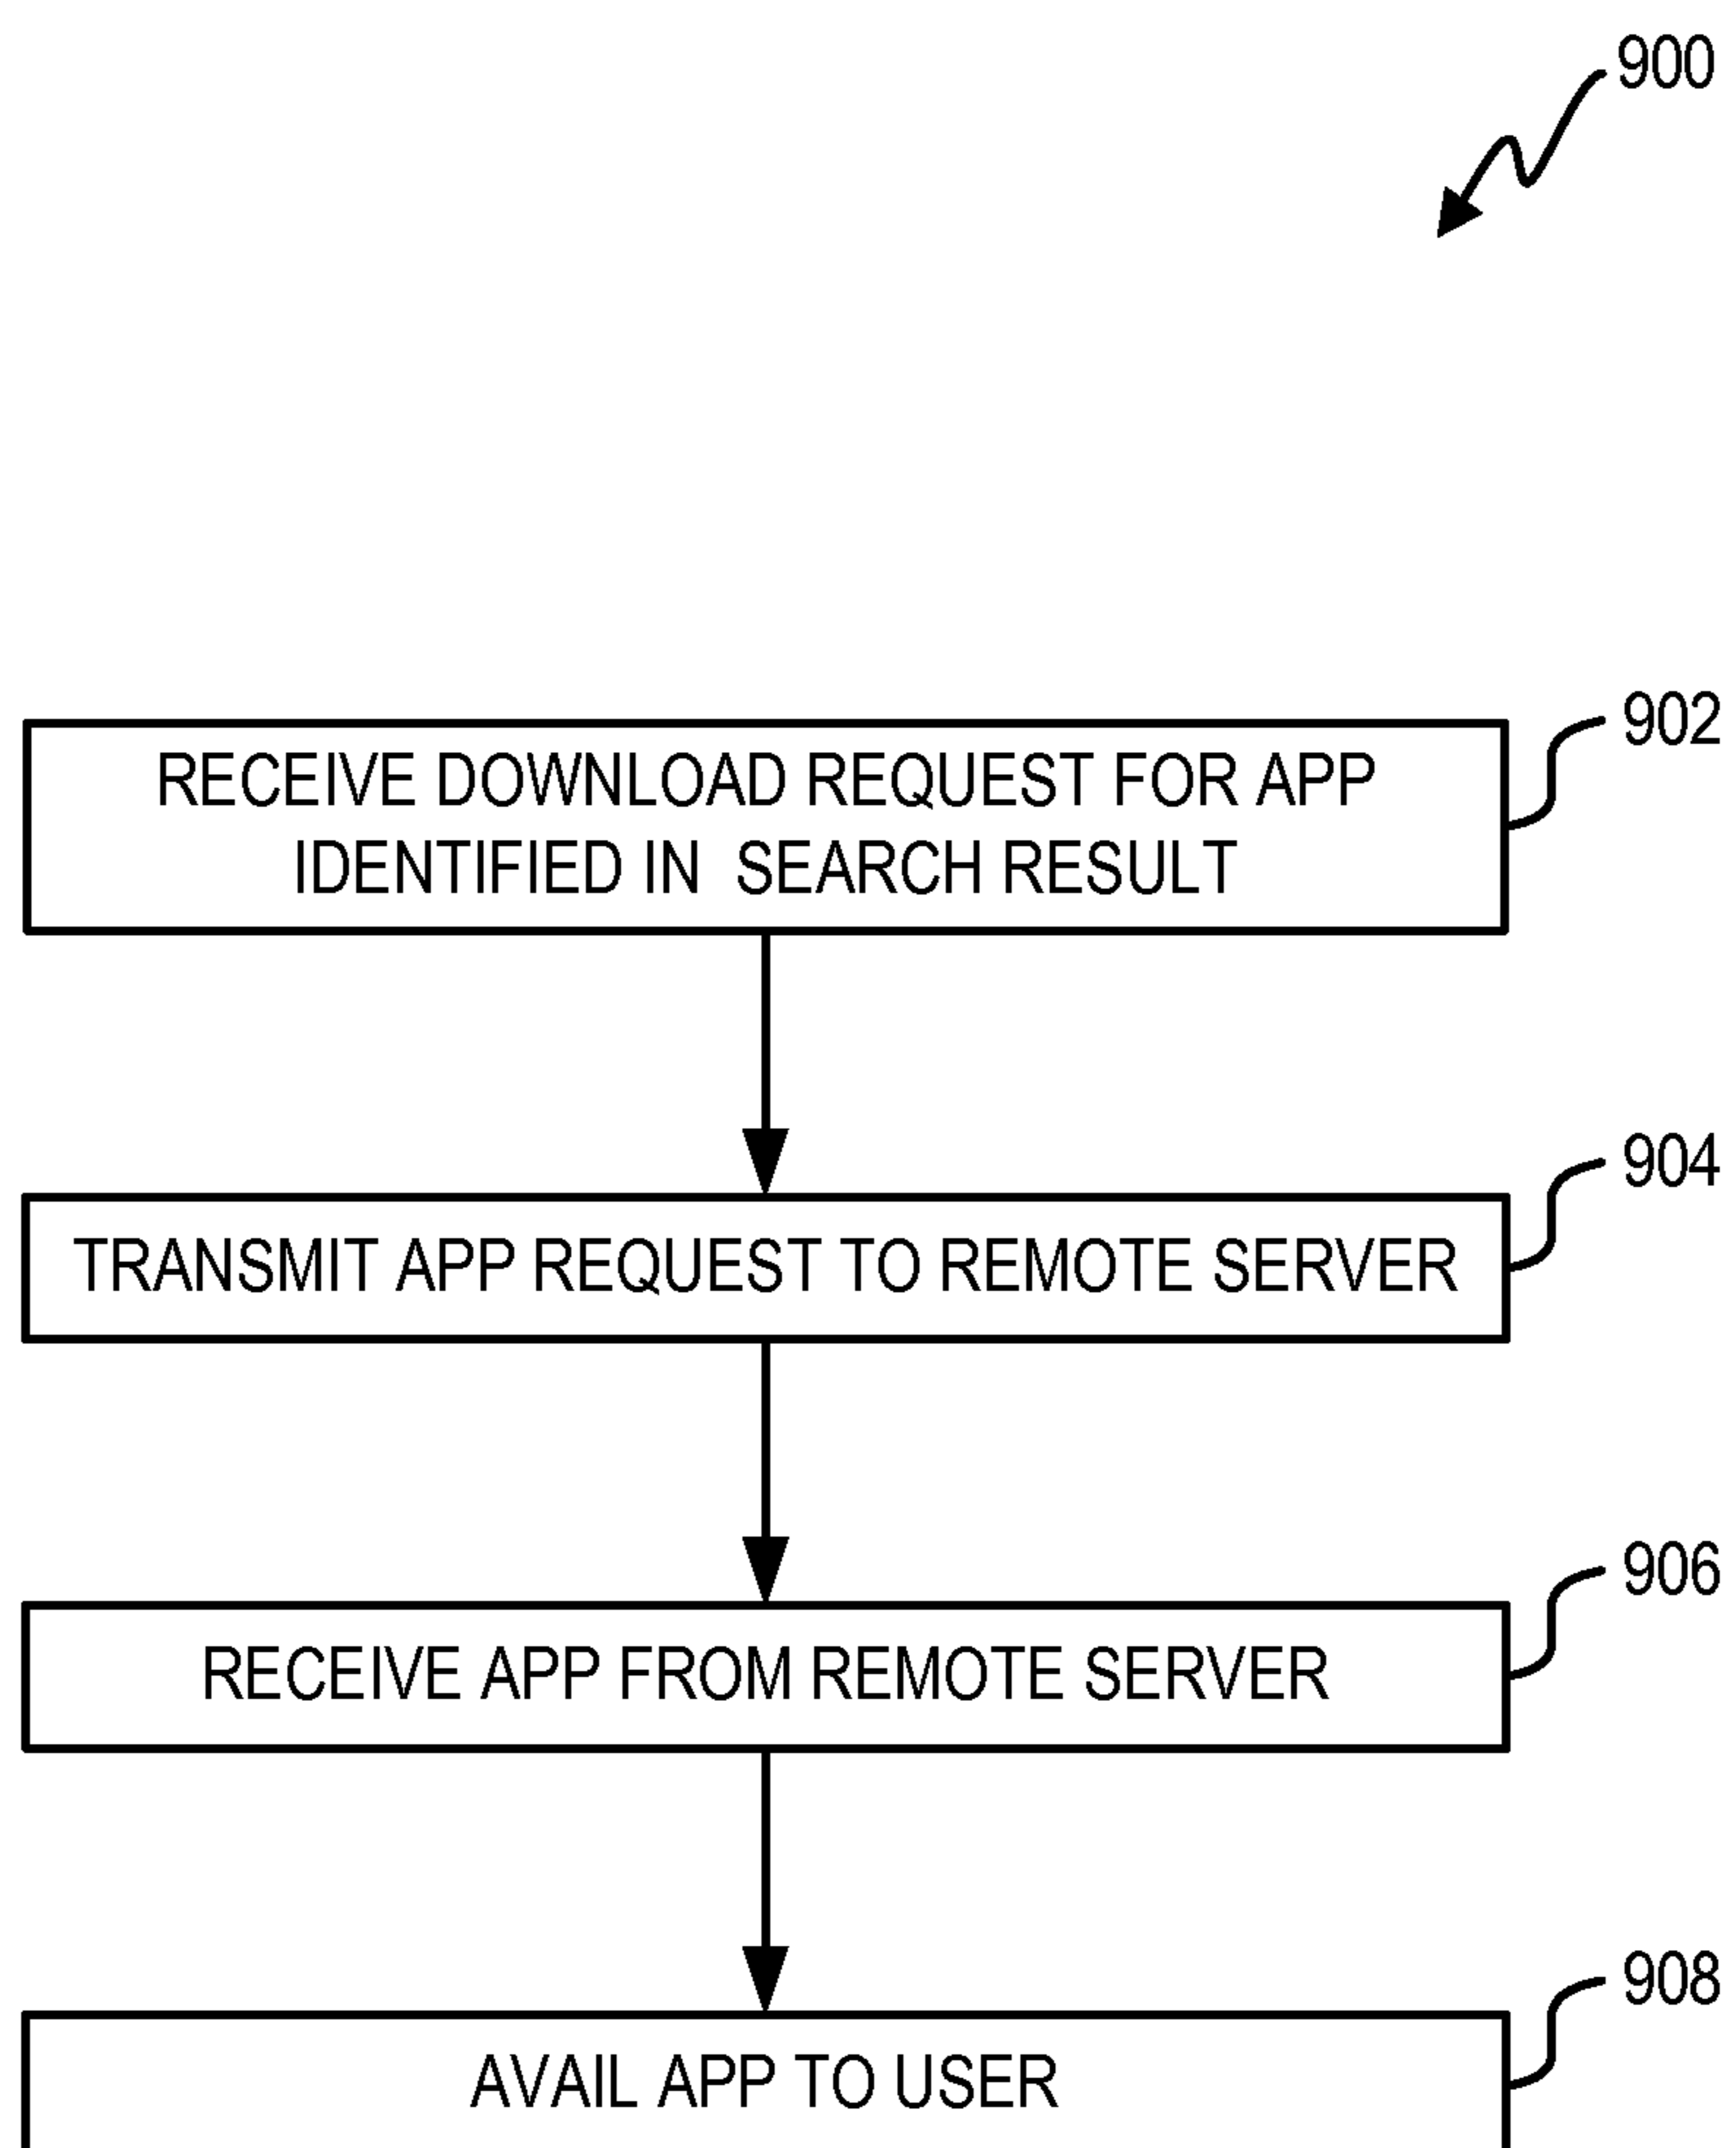 900
902
RECEIVE DOWNLOAD REQUEST FOR APP
IDENTIFIED IN SEARCH RESULT
904
TRANSMIT APP REQUEST TO REMOTE SERVER
906
RECEIVE APP FROM REMOTE SERVER
908
AVAIL APP TO USER